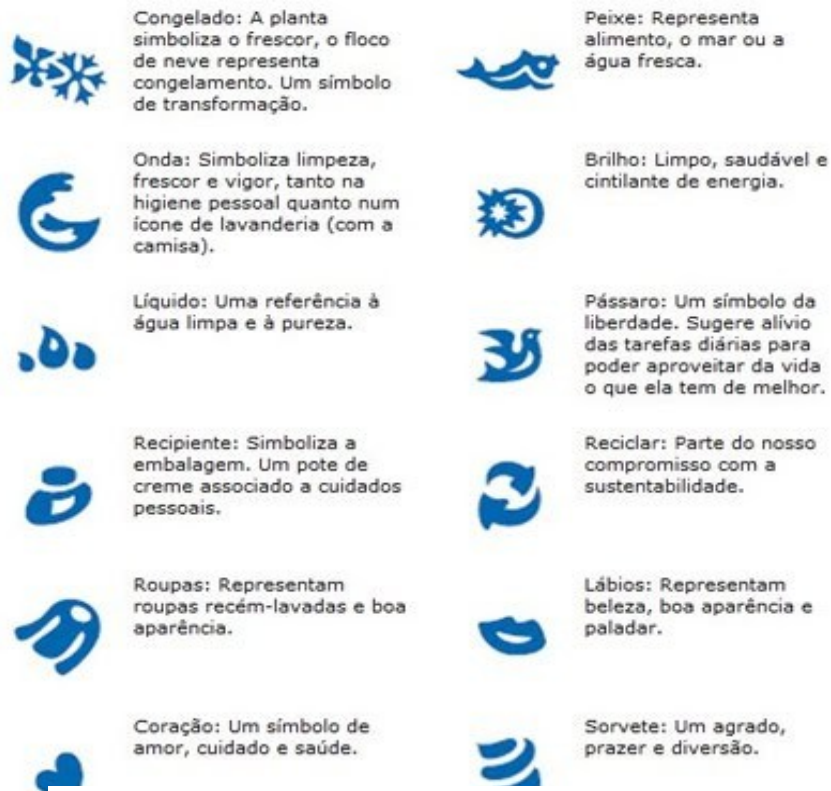 Congelado: A planta
simboliza o frescor, o floco
de neve representa
congelamento. Um símbolo
de transformação.
Peixe: Representa
alimento, o mar ou a
água fresca.
Onda: Simboliza limpeza,
frescor e vigor, tanto na
higiene pessoal quanto num
ícone de lavanderia (com a
camisa).
Brilho: Limpo, saudável e
cintilante de energia.
Líquido: Uma referência à
água limpa e à pureza.
Pássaro: Um símbolo da
liberdade. Sugere alívio
das tarefas diárias para
poder aproveitar da vida
o que ela tem de melhor.
Recipiente: Simboliza a
embalagem. Um pote de
creme associado a cuidados
pessoais.
Reciclar: Parte do nosso
compromisso com a
sustentabilidade.
Roupas: Representam
roupas recém-lavadas e boa
aparência.
Lábios: Representam
beleza, boa aparência e
paladar.
Coração: Um símbolo de
amor, cuidado e saúde.
Sorvete: Um agrado,
prazer e diversão.